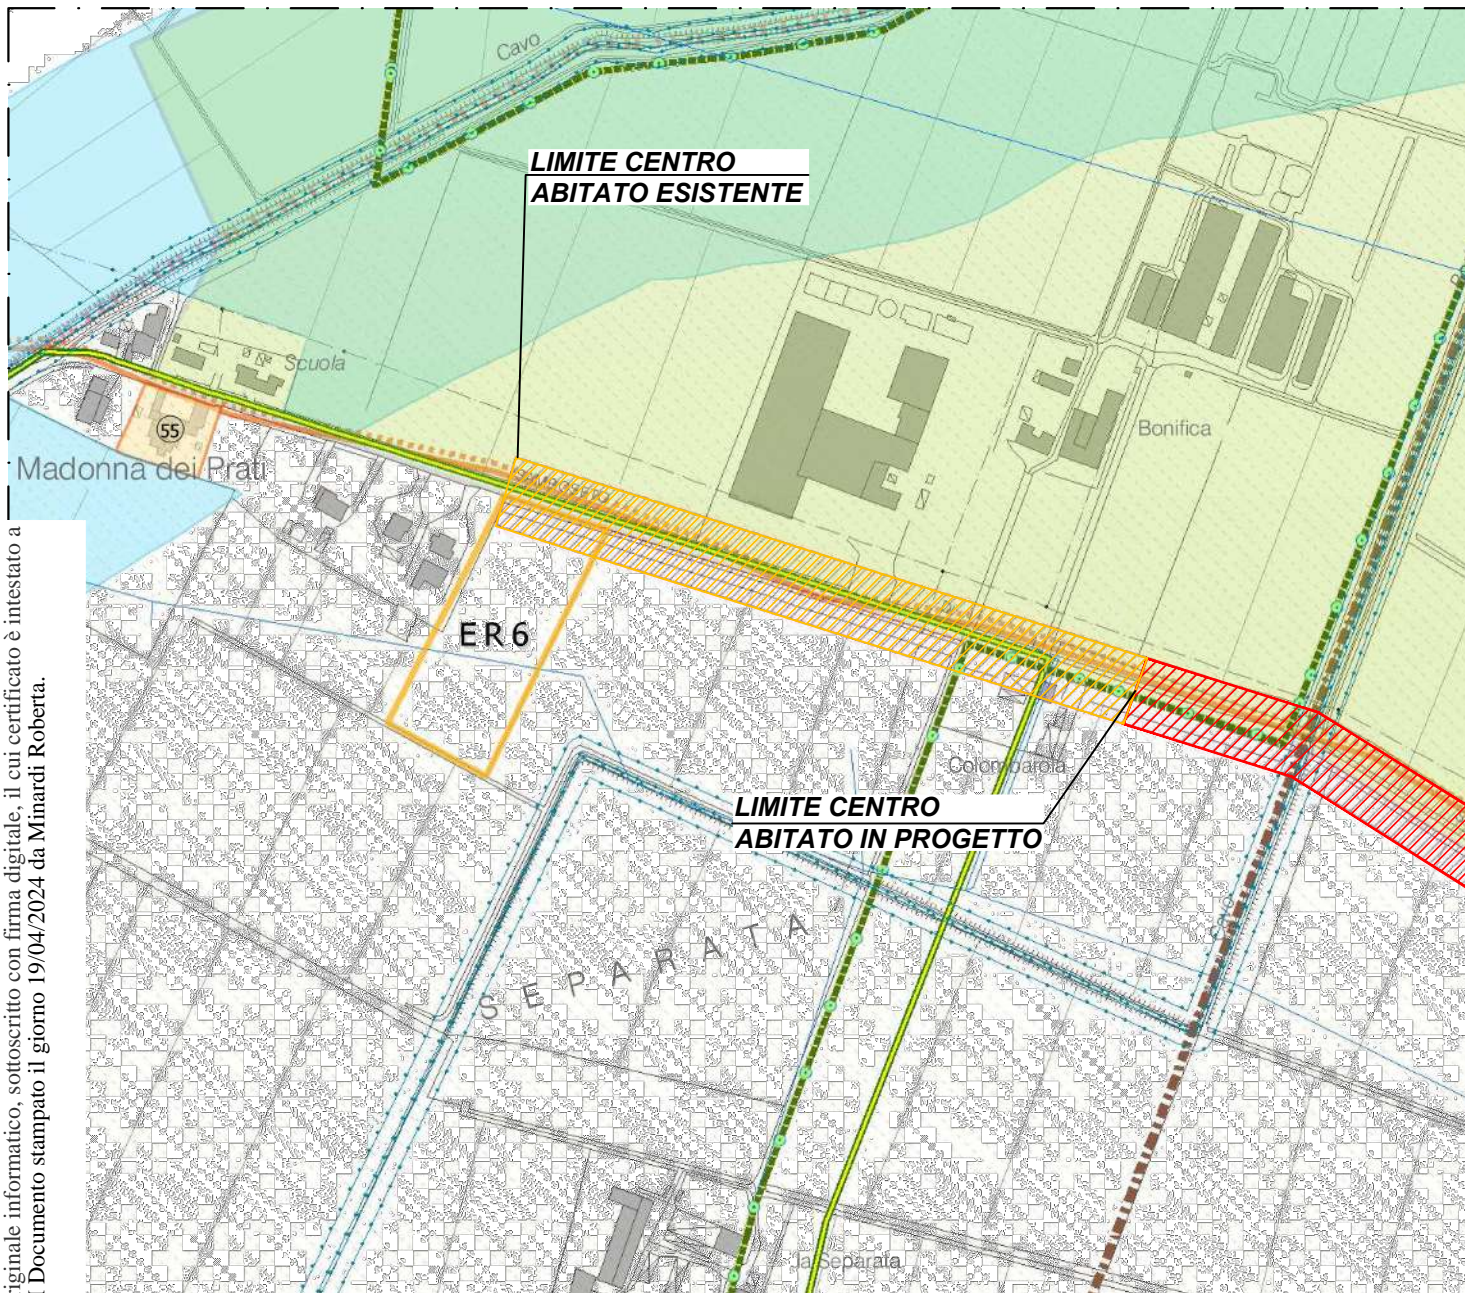 Cavo
LIMITE CENTRO
ABITATO ESISTENTE
Scuola
55
Madonna dei Prati
Bonifica
ER6
Colombarola
LIMITE CENTRO
ABITATO IN PROGETTO
Cavo
SEPARATA
la Separata
riginale informatico, sottoscritto con firma digitale, il cui certificato è intestato a
Documento stampato il giorno 19/04/2024 da Minardi Roberta.